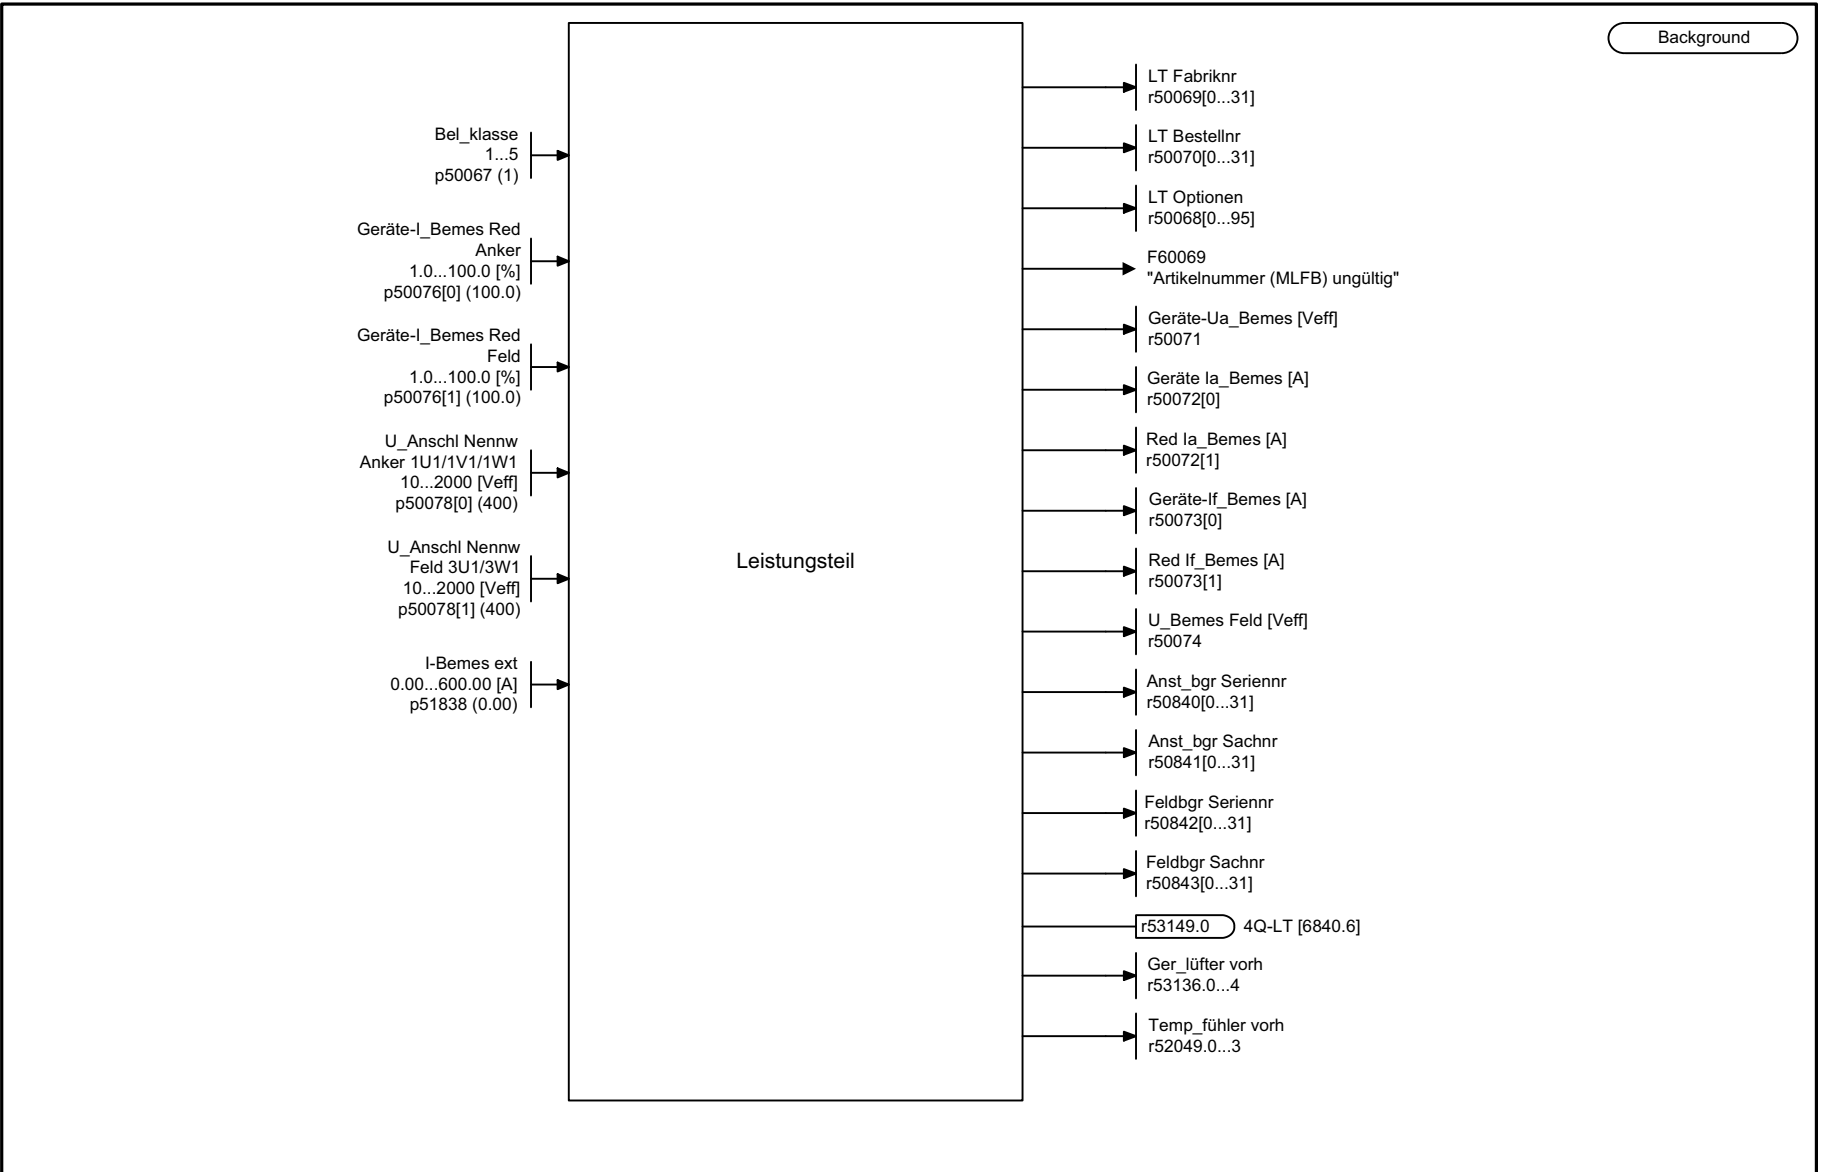 Background
Bel_klasse
1...5
p50067 (1)
Geräte-I_Bemes Red
Anker
1.0...100.0 [%]
p50076[0] (100.0)
Geräte-I_Bemes Red
Feld
1.0...100.0 [%]
p50076[1] (100.0)
U_Anschl Nennw
Anker 1U1/1V1/1W1
10...2000 [Veff]
p50078[0] (400)
U_Anschl Nennw
Feld 3U1/3W1
10...2000 [Veff]
p50078[1] (400)
I-Bemes ext
0.00...600.00 [A]
p51838 (0.00)
Leistungsteil
LT Fabriknr
r50069[0...31]
LT Bestellnr
r50070[0...31]
LT Optionen
r50068[0...95]
F60069
"Artikelnummer (MLFB) ungültig"
Geräte-Ua_Bemes [Veff]
r50071
Geräte Ia_Bemes [A]
r50072[0]
Red Ia_Bemes [A]
r50072[1]
Geräte-If_Bemes [A]
r50073[0]
Red If_Bemes [A]
r50073[1]
U_Bemes Feld [Veff]
r50074
Anst_bgr Seriennr
r50840[0...31]
Anst_bgr Sachnr
r50841[0...31]
Feldbgr Seriennr
r50842[0...31]
Feldbgr Sachnr
r50843[0...31]
r53149.0 4Q-LT [6840.6]
Ger_lüfter vorh
r53136.0...4
Temp_fühler vorh
r52049.0...3